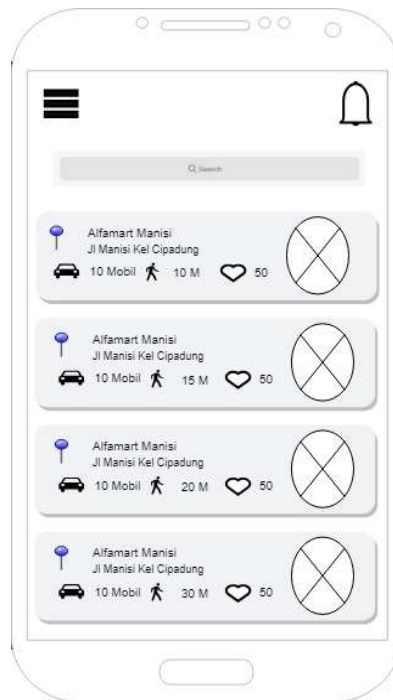 Search
Alfamart Manisi
Jl Manisi Kel Cipadung
10 Mobil 10 M 50
Alfamart Manisi
Jl Manisi Kel Cipadung
10 Mobil 15 M 50
Alfamart Manisi
Jl Manisi Kel Cipadung
10 Mobil 20 M 50
Alfamart Manisi
Jl Manisi Kel Cipadung
10 Mobil 30 M 50